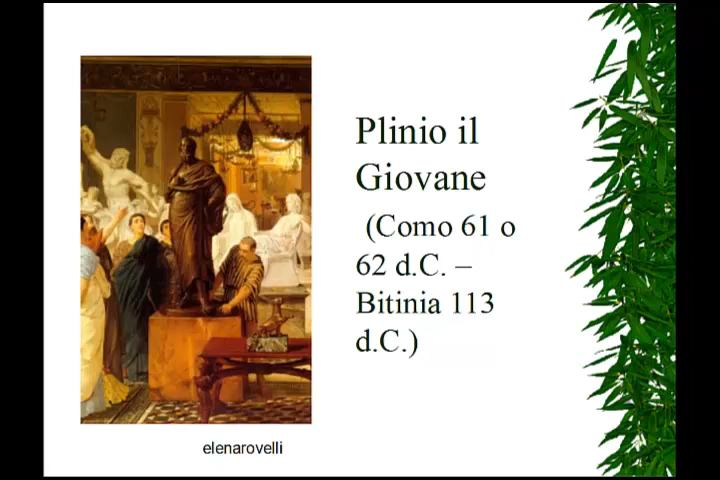 Plinio il
Giovane
(Como 61 o
62 d.C. –
Bitinia 113
d.C.)
elenarovelli